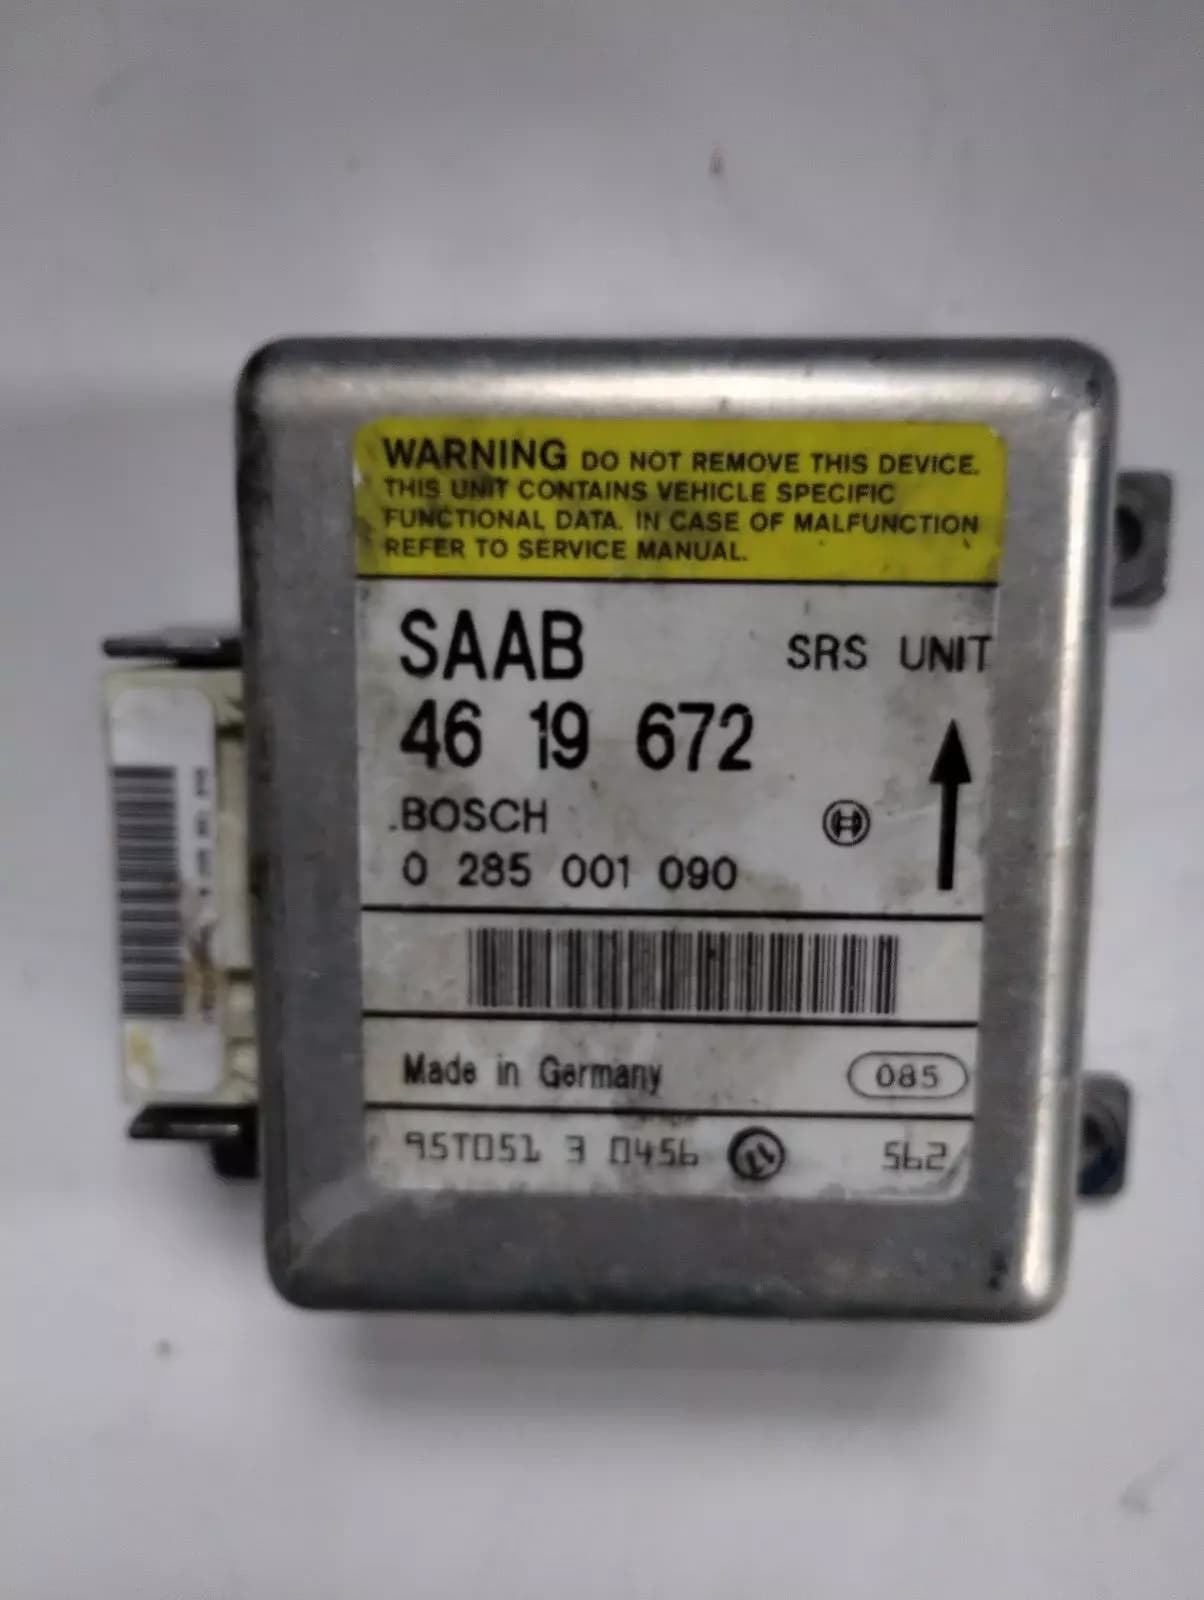 WARNING DO NOT REMOVE THIS DEVICE.
THIS UNIT CONTAINS VEHICLE SPECIFIC
FUNCTIONAL DATA. IN CASE OF MALFUNCTION
REFER TO SERVICE MANUAL.
SAAB SRS UNIT
46 19 672
.BOSCH
0 285 001 090
Made in Germany 085
95T051 3 0456 562